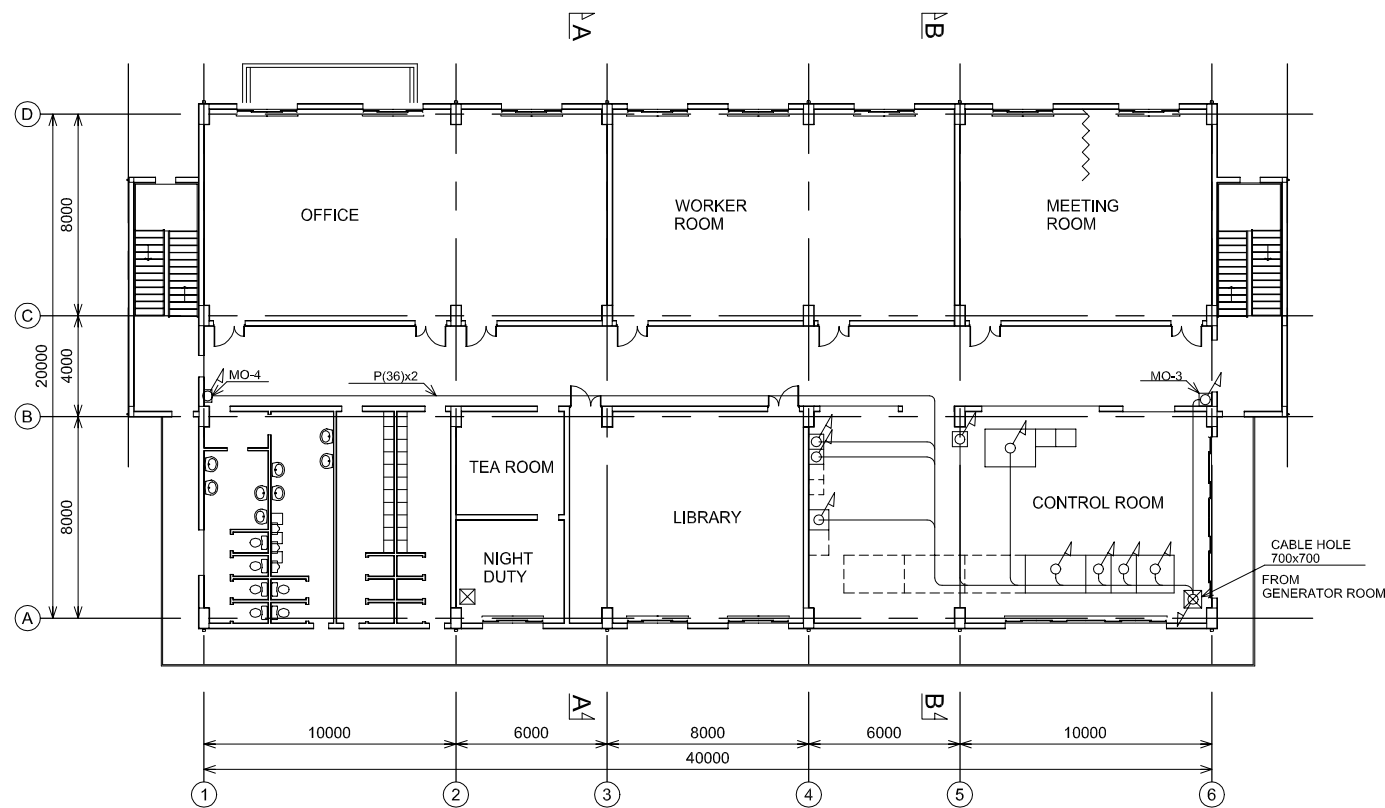 A
B
D
8000
OFFICE
WORKER
ROOM
MEETING
ROOM
C
20000
4000
MO-4
P(36)x2
MO-3
B
8000
TEA ROOM
LIBRARY
CONTROL ROOM
NIGHT
DUTY
CABLE HOLE
700x700
FROM
GENERATOR ROOM
A
A
B
10000
6000
8000
6000
10000
40000
1
2
3
4
5
6